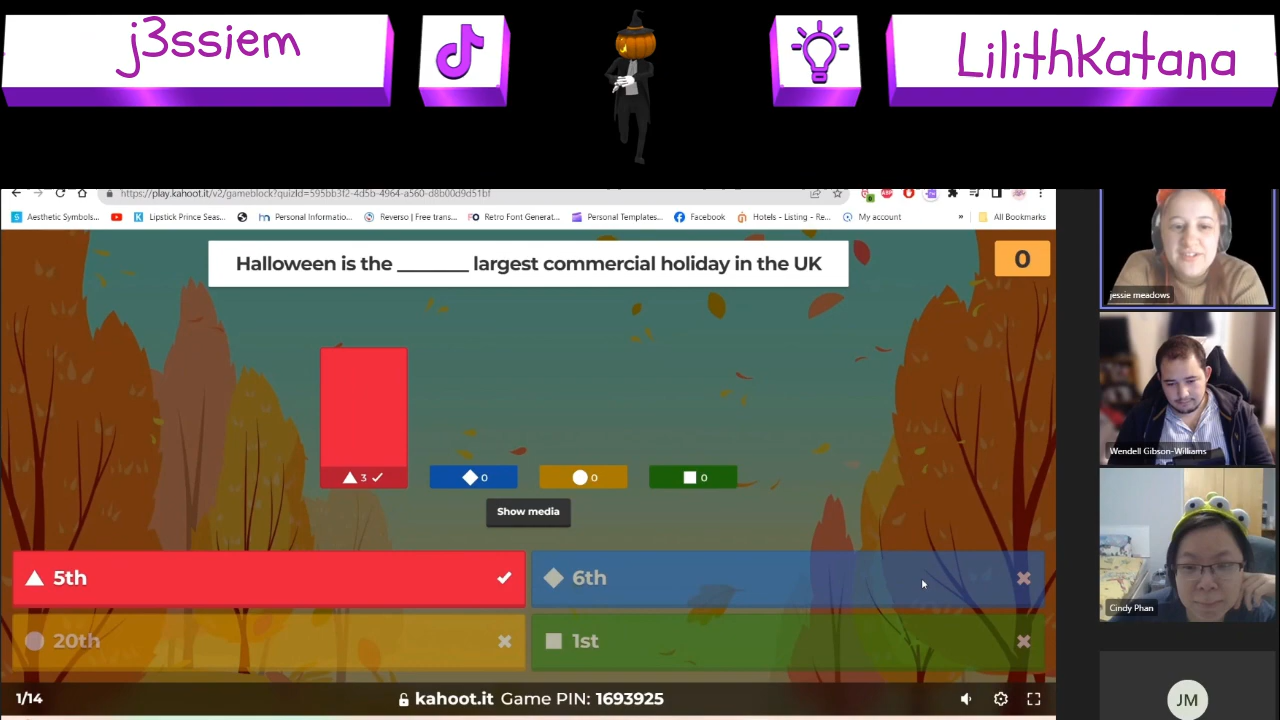 j3ssiem
LilithKatana
https://play.kahoot.it/v2/gameblock?quizId=595bb3f2-4d5b-4964-a560-d8b00d9d51bf
Aesthetic Symbols...
Lipstick Prince Seas...
Personal Informatio...
Reverso | Free trans...
Retro Font Generat...
Personal Templates...
Facebook
Hotels - Listing - Re...
My account
»
All Bookmarks
Halloween is the _______ largest commercial holiday in the UK
0
3
0
0
0
Show media
5th
6th
20th
1st
1/14
kahoot.it Game PIN: 1693925
jessie meadows
Wendell Gibson-Williams
Cindy Phan
JM